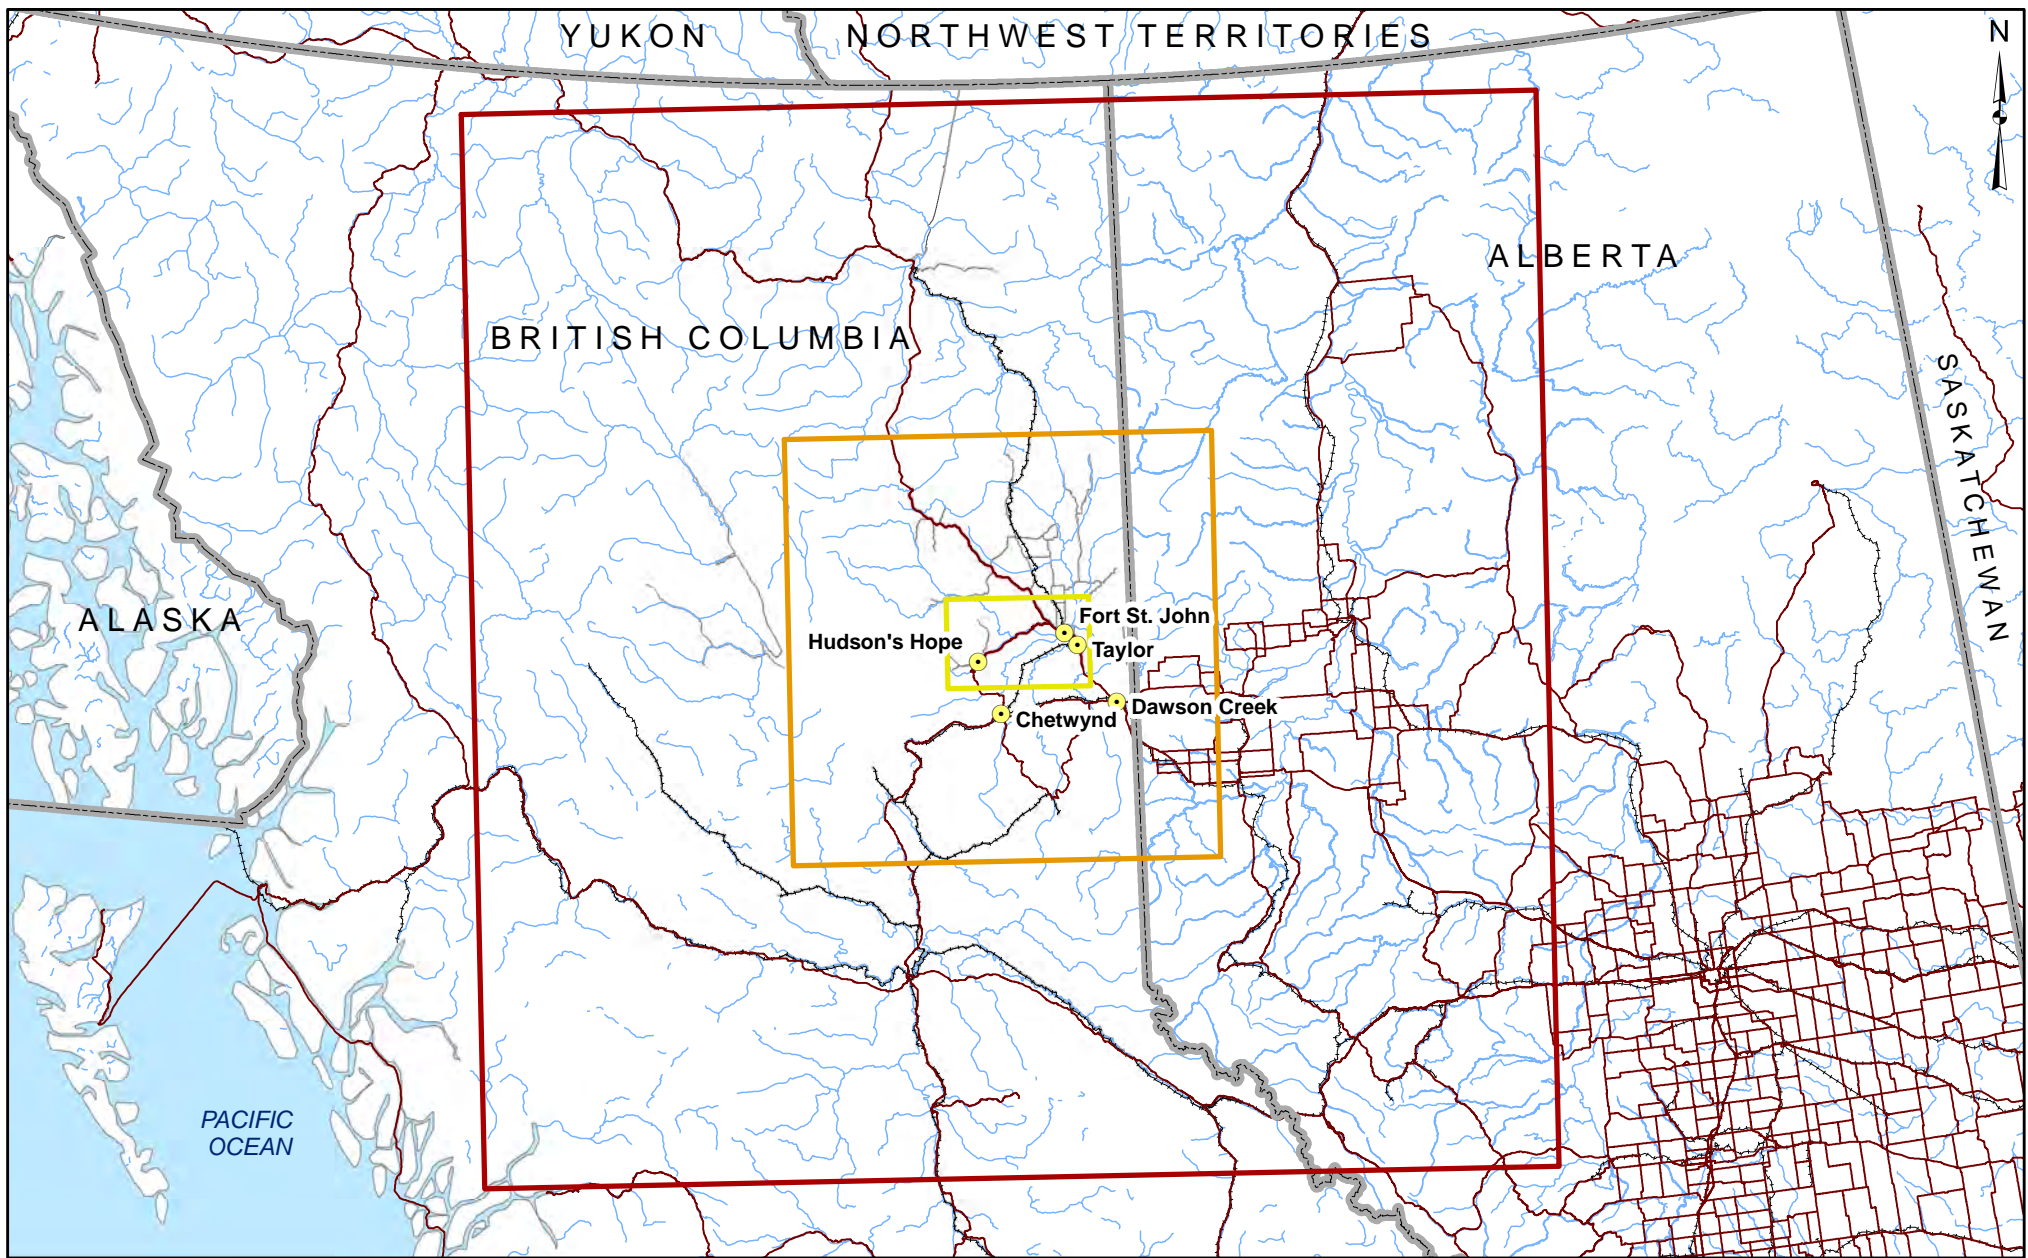 YUKON
NORTHWEST TERRITORIES
N
ALBERTA
BRITISH COLUMBIA
SASKATCHEWAN
ALASKA
Fort St. John
Hudson's Hope
Taylor
Dawson Creek
Chetwynd
PACIFIC
OCEAN